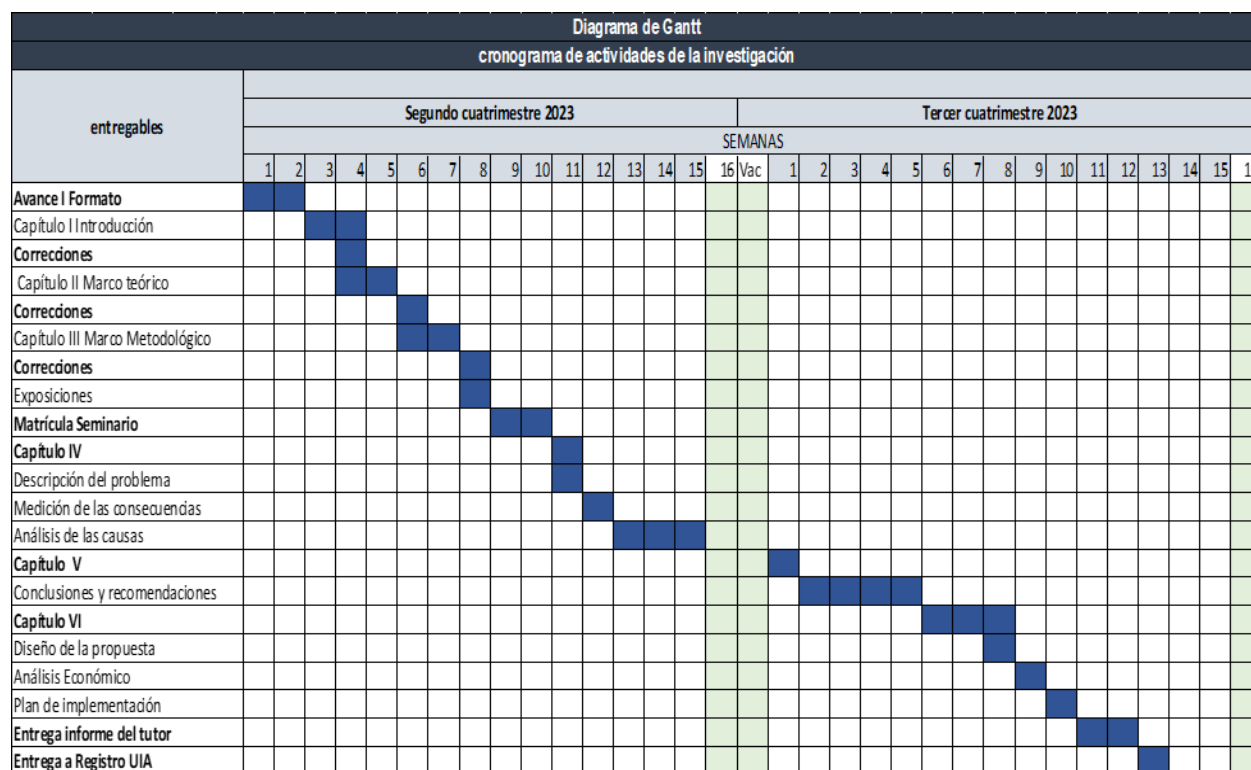 Diagrama de Gantt
cronograma de actividades de la investigación
entregables
Segundo cuatrimestre 2023 Tercer cuatrimestre 2023
SEMANAS
1 2 3 4 5 6 7 8 9 10 11 12 13 14 15 16 Vac 1 2 3 4 5 6 7 8 9 10 11 12 13 14 15 1
Avance I Formato
Capítulo I Introducción
Correcciones
Capítulo II Marco teórico
Correcciones
Capítulo III Marco Metodológico
Correcciones
Exposiciones
Matrícula Seminario
Capítulo IV
Descripción del problema
Medición de las consecuencias
Análisis de las causas
Capítulo V
Conclusiones y recomendaciones
Capítulo VI
Diseño de la propuesta
Análisis Económico
Plan de implementación
Entrega informe del tutor
Entrega a Registro UIA